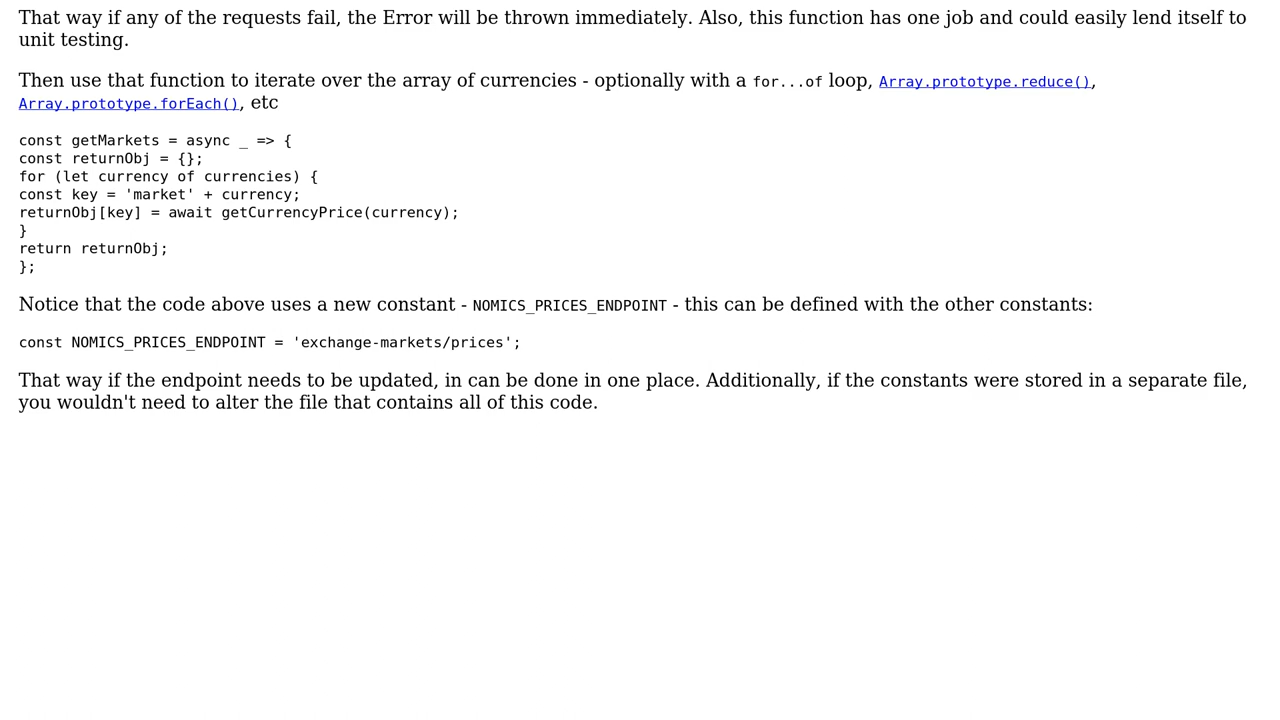 That way if any of the requests fail, the Error will be thrown immediately. Also, this function has one job and could easily lend itself to
unit testing.
Then use that function to iterate over the array of currencies - optionally with a for...of loop, Array.prototype.reduce(),
Array.prototype.forEach(), etc
const getMarkets = async _ => {
const returnObj = {};
for (let currency of currencies) {
const key = 'market' + currency;
returnObj[key] = await getCurrencyPrice(currency);
}
return returnObj;
};
Notice that the code above uses a new constant - NOMICS_PRICES_ENDPOINT - this can be defined with the other constants:
const NOMICS_PRICES_ENDPOINT = 'exchange-markets/prices';
That way if the endpoint needs to be updated, in can be done in one place. Additionally, if the constants were stored in a separate file,
you wouldn't need to alter the file that contains all of this code.